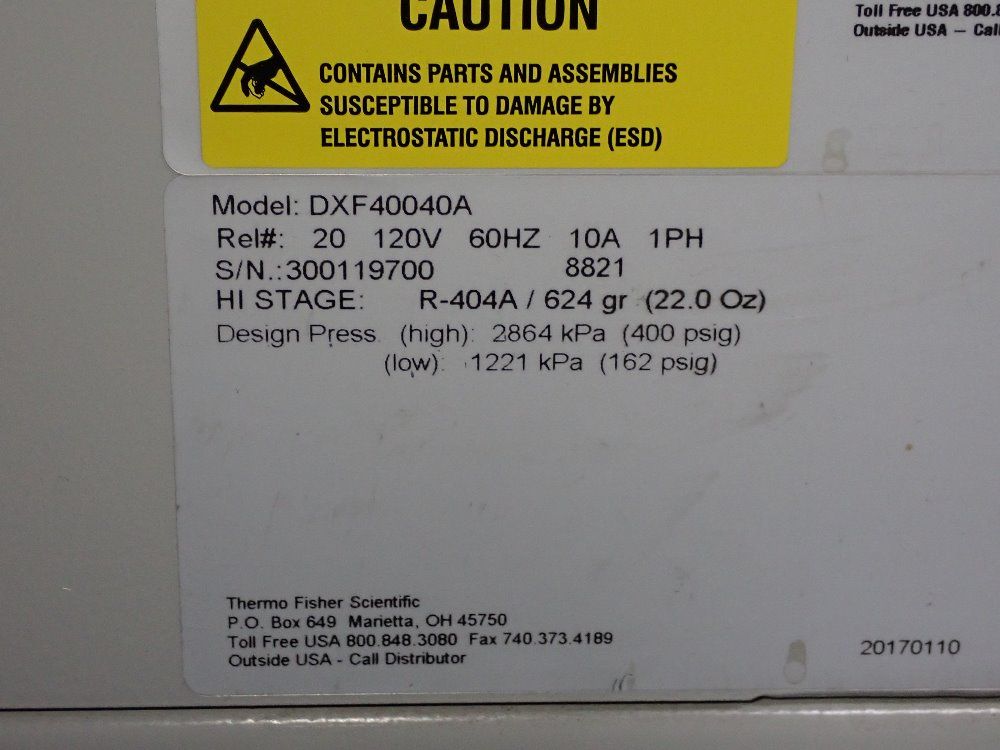 CAUTION
CONTAINS PARTS AND ASSEMBLIES
SUSCEPTIBLE TO DAMAGE BY
ELECTROSTATIC DISCHARGE (ESD)
Toll Free USA 800.8
Outside USA – Call
Model: DXF40040A
Rel#: 20 120V 60HZ 10A 1PH
S/N.:300119700 8821
HI STAGE: R-404A / 624 gr (22.0 Oz)
Design Press. (high): 2864 kPa (400 psig)
(low): 1221 kPa (162 psig)
Thermo Fisher Scientific
P.O. Box 649 Marietta, OH 45750
Toll Free USA 800.848.3080 Fax 740.373.4189
Outside USA - Call Distributor
20170110